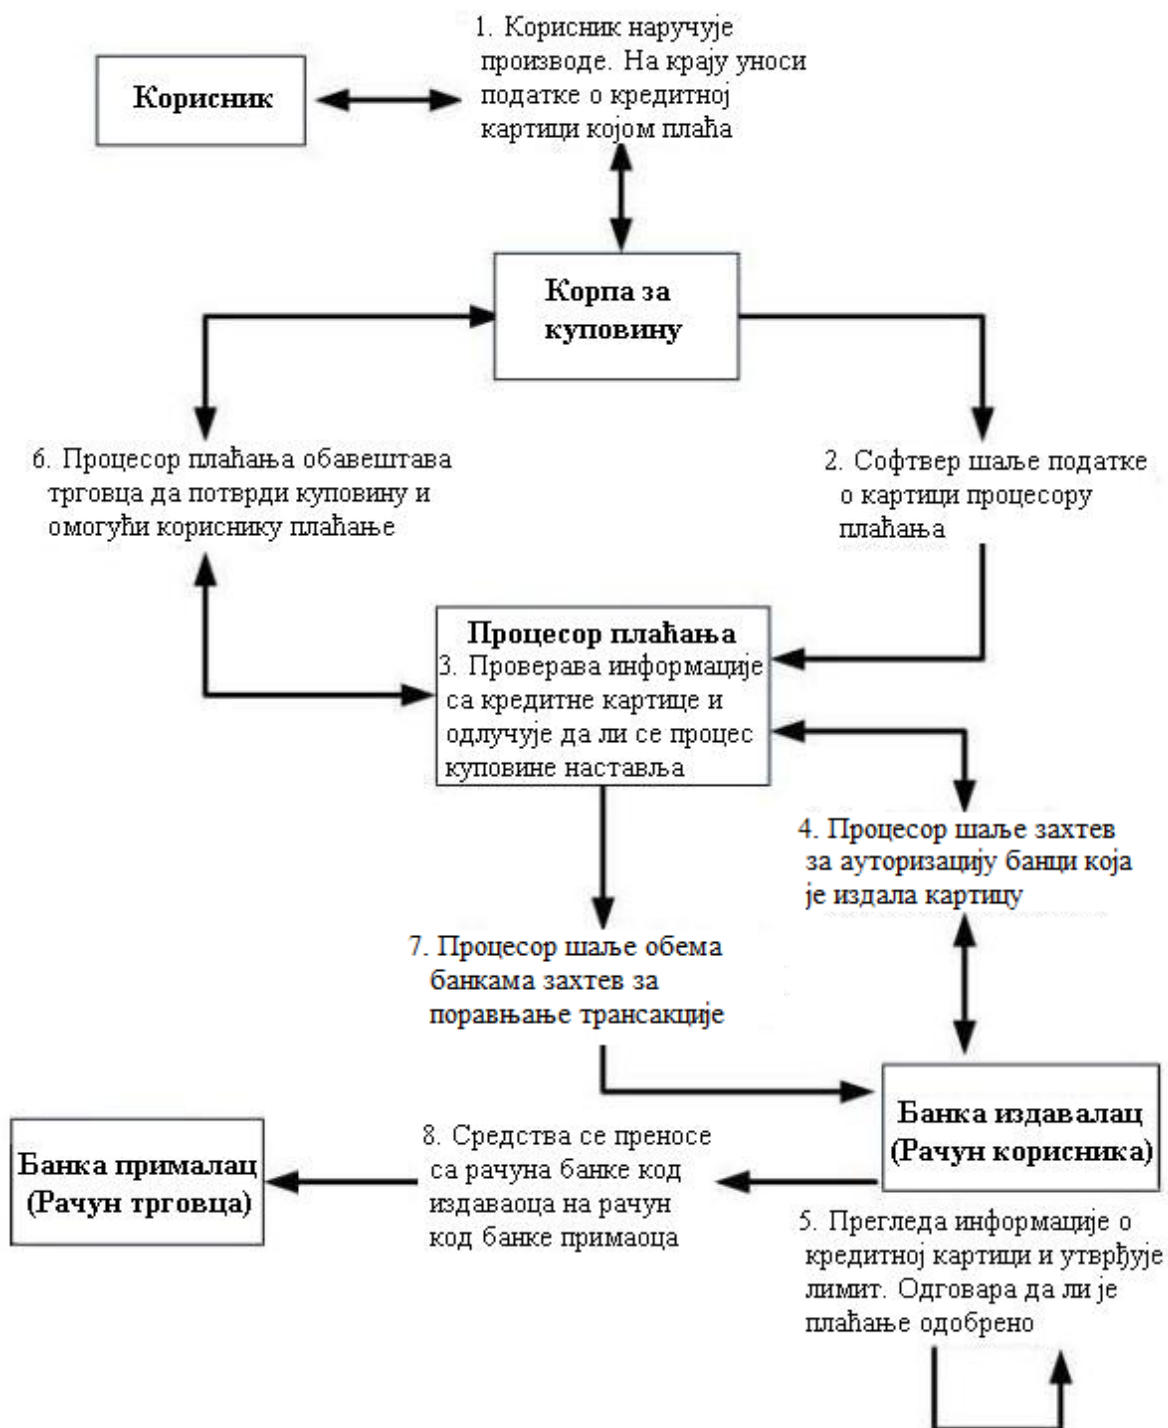 1. Корисник наручује
производе. На крају уноси
податке о кредитној
картици којом плаћа
Корисник
Корпа за
куповину
6. Процесор плаћања обавештава
трговца да потврди куповину и
омогући кориснику плаћање
2. Софтвер шаље податке
о картици процесору
плаћања
Процесор плаћања
3. Проверава информације
са кредитне картице и
одлучује да ли се процес
куповине наставља
4. Процесор шаље захтев
за ауторизацију банци која
је издала картицу
7. Процесор шаље обема
банкама захтев за
поравњање трансакције
Банка издавалац
(Рачун корисника)
8. Средства се преносе
са рачуна банке код
издаваоца на рачун
код банке примаоца
Банка прималац
(Рачун трговца)
5. Прегледа информације о
кредитној картици и утврђује
лимит. Одговара да ли је
плаћање одобрено